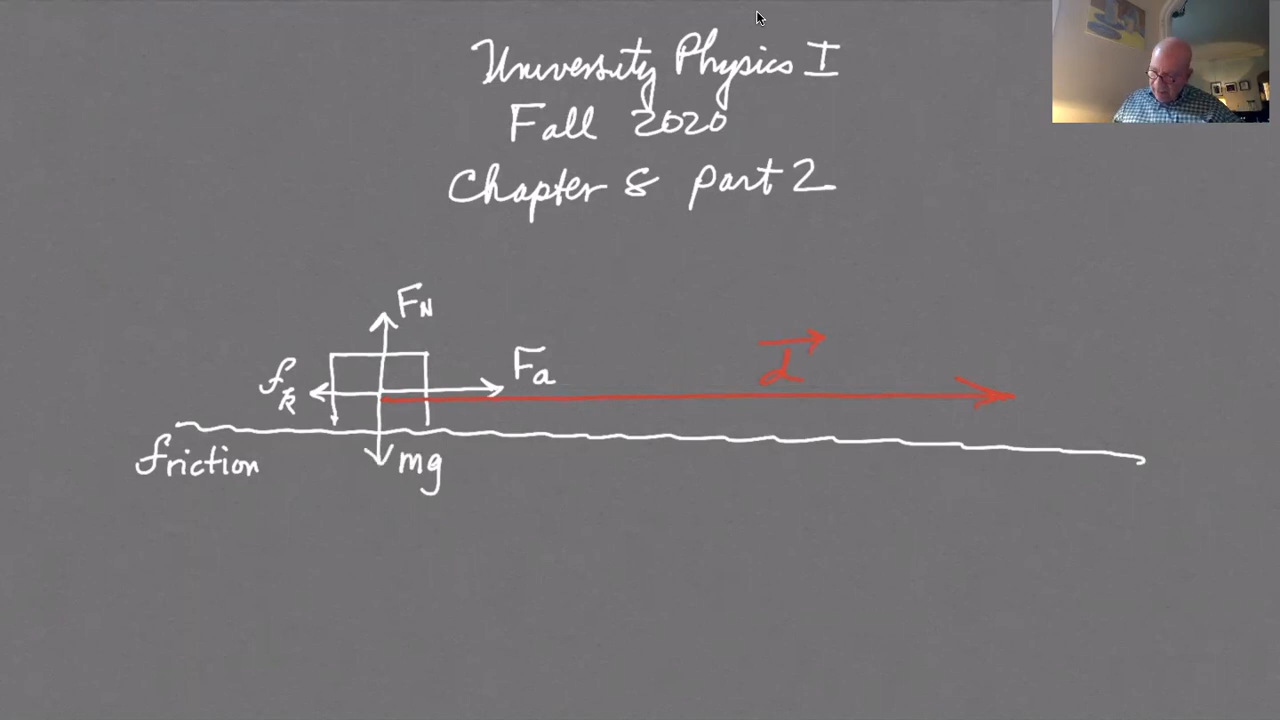 University Physics I
Fall 2020
Chapter 8 part 2
FN
fk
Fa
d
friction
mg